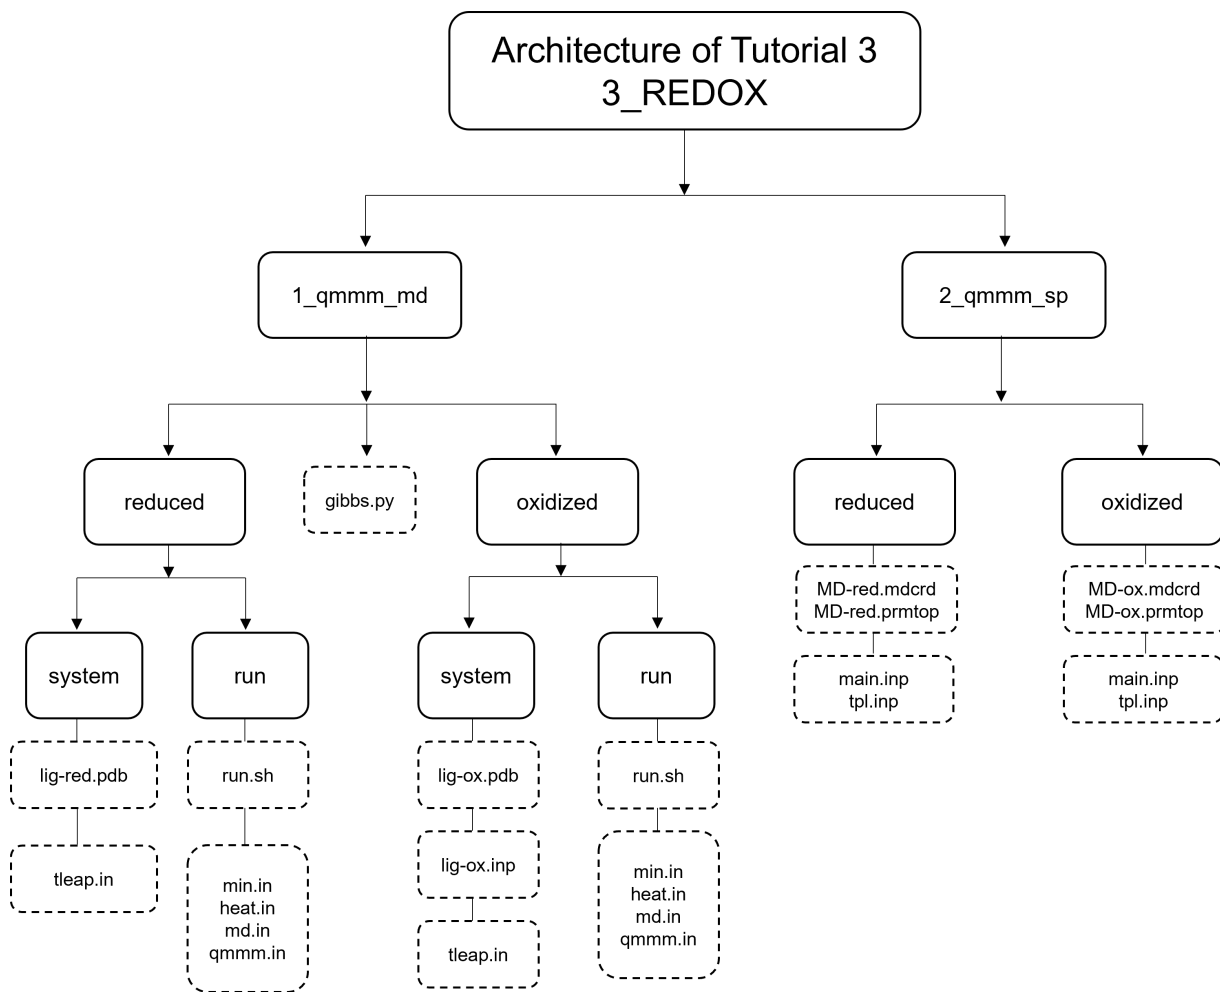 Architecture of Tutorial 3
3_REDOX
1_qmmm_md
2_qmmm_sp
reduced
gibbs.py
oxidized
reduced
oxidized
MD-red.mdcrd
MD-red.prmtop
MD-ox.mdcrd
MD-ox.prmtop
system
run
system
run
main.inp
tpl.inp
main.inp
tpl.inp
lig-red.pdb
run.sh
lig-ox.pdb
run.sh
tleap.in
min.in
heat.in
md.in
qmmm.in
lig-ox.inp
tleap.in
min.in
heat.in
md.in
qmmm.in